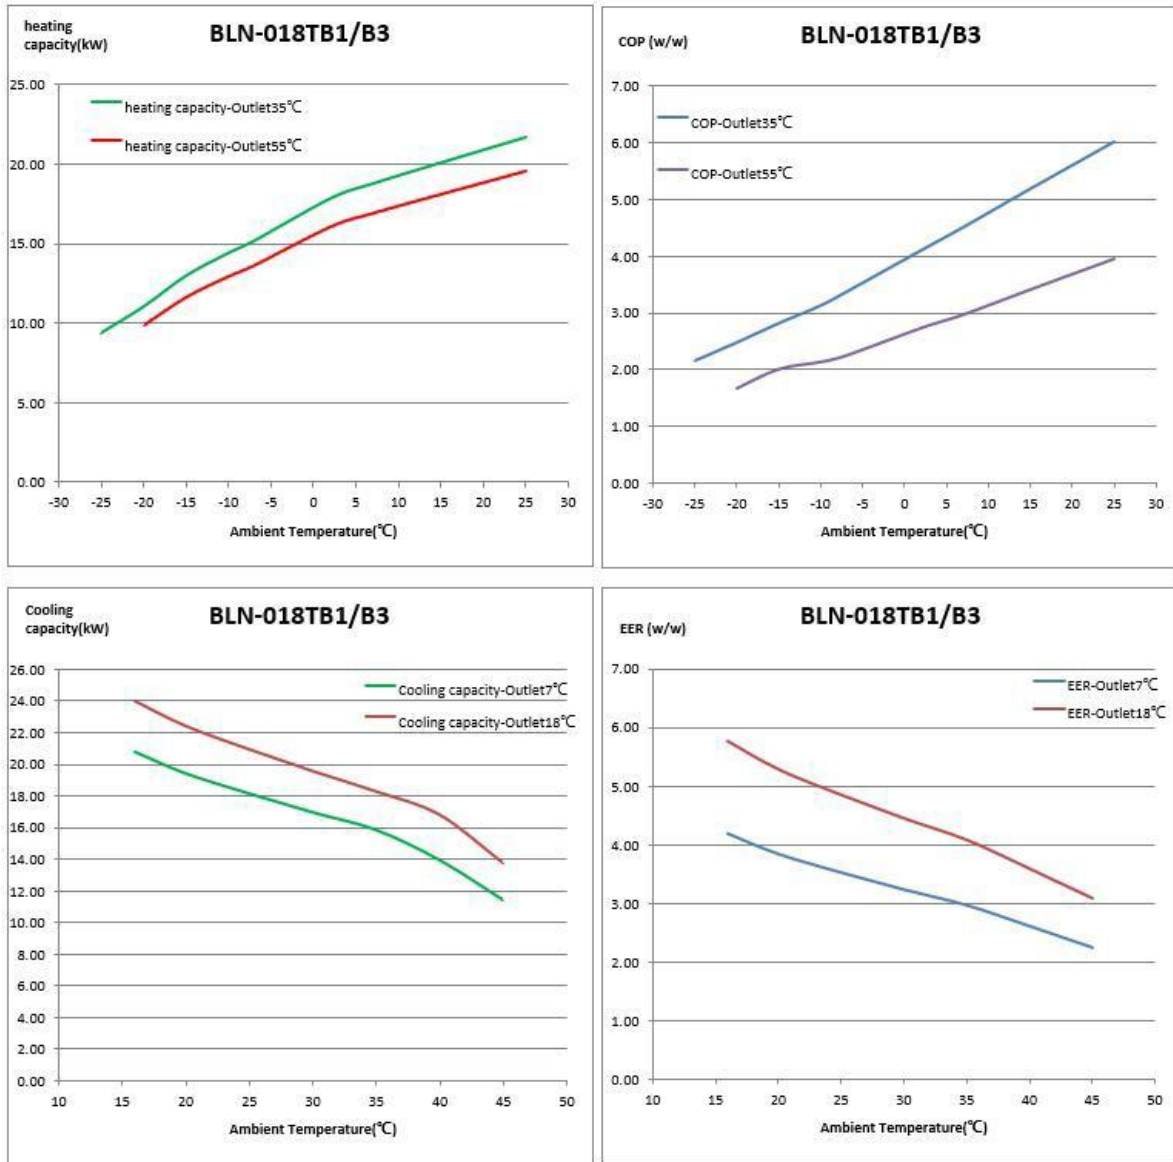 heating
capacity(kW)
BLN-018TB1/B3
25.00
heating capacity-Outlet35℃
heating capacity-Outlet55℃
20.00
15.00
10.00
5.00
0.00
-30 -25 -20 -15 -10 -5 0 5 10 15 20 25 30
Ambient Temperature(℃)
COP (w/w)
BLN-018TB1/B3
7.00
COP-Outlet35℃
6.00
COP-Outlet55℃
5.00
4.00
3.00
2.00
1.00
0.00
-30 -25 -20 -15 -10 -5 0 5 10 15 20 25 30
Ambient Temperature(℃)
Cooling
capacity(kW)
BLN-018TB1/B3
26.00
Cooling capacity-Outlet7℃
24.00
Cooling capacity-Outlet18℃
22.00
20.00
18.00
16.00
14.00
12.00
10.00
8.00
6.00
4.00
2.00
0.00
10 15 20 25 30 35 40 45 50
Ambient Temperature(℃)
EER (w/w)
BLN-018TB1/B3
7.00
EER-Outlet7℃
EER-Outlet18℃
6.00
5.00
4.00
3.00
2.00
1.00
0.00
10 15 20 25 30 35 40 45 50
Ambient Temperature(℃)